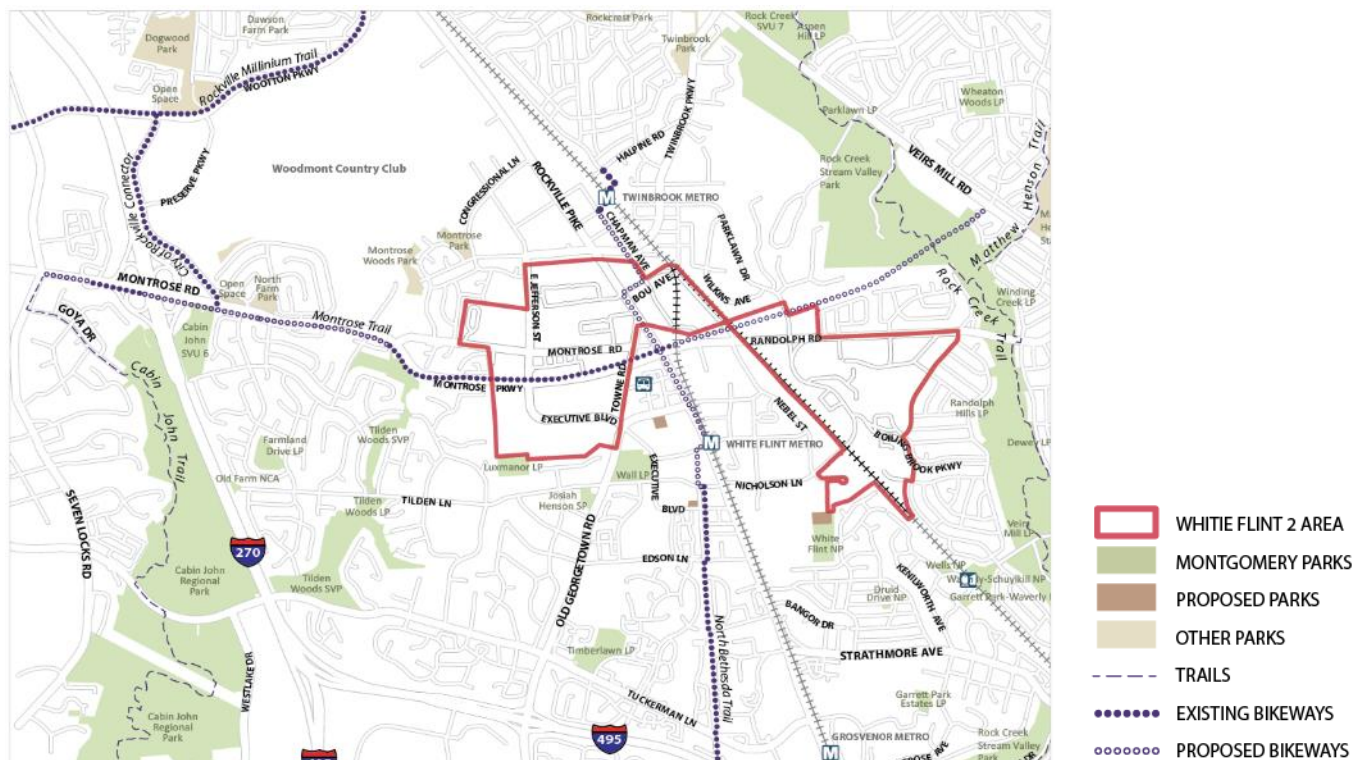 Dawson
Farm Park
Dogwood
Park
Rockcrest Park
Twinbrook
Park
Rock Creek
SVU 7
Aspen
Hill LP
Rockville Millinium Trail
WOOTTON PKWY
Open
Space
Wheaton
Woods LP
Parklawn LP
HALPINE RD
TWINBROOK PKWY
VEIRS MILL RD
Matthew Henson Trail
Woodmont Country Club
CONGRESSIONAL LN
ROCKVILLE PIKE
Rock Creek
Stream Valley
Park
PRESERVE PKWY
City of Rockville Connector
M
TWINBROOK METRO
CHAPMAN AVE
PARKLAWN DR
Montrose
Park
Montrose
Woods Park
MONTROSE RD
Open
Space
North
Farm
Park
E JEFFERSON ST
BOU AVE
WILKINS AVE
Rock Creek Trail
Winding
Creek LP
GOYA DR
Montrose Trail
Cabin
John
SVU 6
MONTROSE RD
RANDOLPH RD
MONTROSE PKWY
TOWNE RD
Cabin John Trail
EXECUTIVE BLVD
NEBEL ST
Randolph
Hills LP
Tilden
Woods SVP
Farmland
Drive LP
M
WHITE FLINT METRO
BOILING BROOK PKWY
Dewey LP
Old Farm NCA
Luxmanor LP
Wall LP
EXECUTIVE
BLVD
NICHOLSON LN
SEVEN LOCKS RD
TILDEN LN
Tilden
Woods LP
Josiah
Henson SP
White
Flint NP
270
EDSON LN
OLD GEORGETOWN RD
Cabin John
Regional
Park
Tilden
Woods SVP
Wells NP
KENILWORTH AVE
Druid
Drive NP
BANGOR DR
North Bethesda Trail
STRATHMORE AVE
Timberlawn LP
WESTLAKE DR
TUCKERMAN LN
Garrett Park
Estates LP
Cabin John
Regional
Park
495
GROSVENOR METRO
M
Rock Creek
Stream Valley
Park
WHITIE FLINT 2 AREA
MONTGOMERY PARKS
PROPOSED PARKS
OTHER PARKS
TRAILS
EXISTING BIKEWAYS
PROPOSED BIKEWAYS